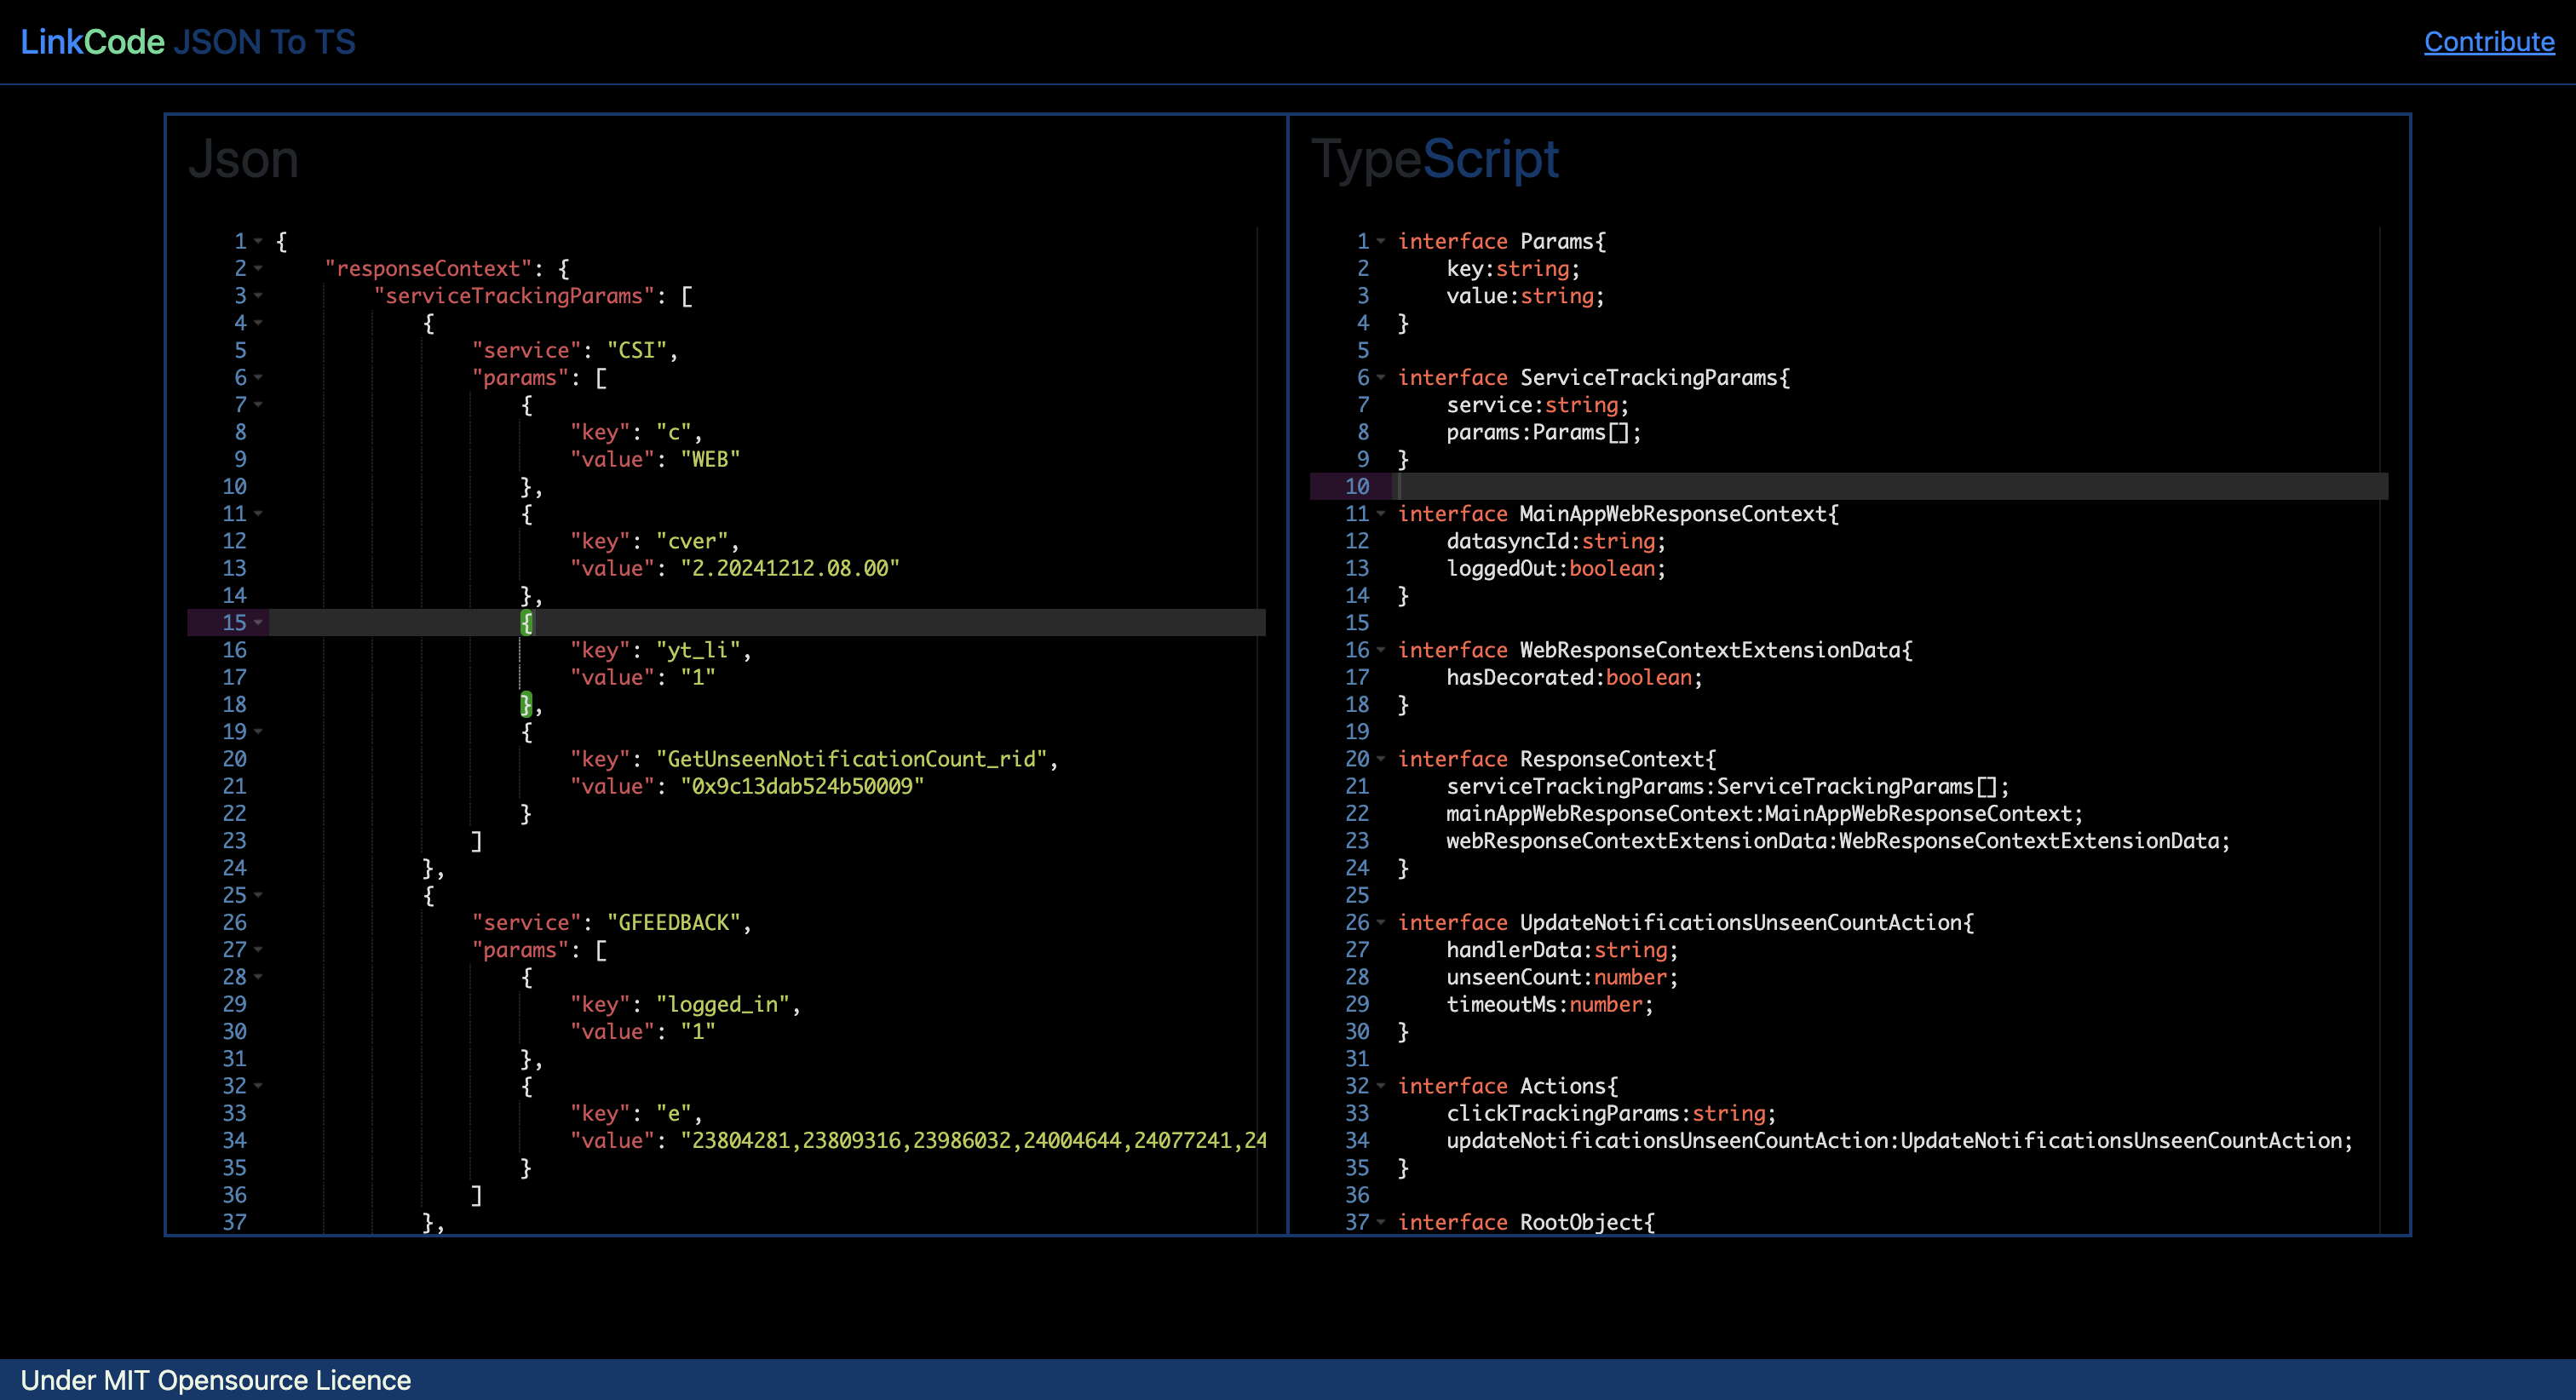 LinkCode JSON To TS
Contribute
Json
1 {
2 "responseContext": {
3 "serviceTrackingParams": [
4 {
5 "service": "CSI",
6 "params": [
7 {
8 "key": "c",
9 "value": "WEB"
10 },
11 {
12 "key": "cver",
13 "value": "2.20241212.08.00"
14 },
15 {
16 "key": "yt_li",
17 "value": "1"
18 },
19 {
20 "key": "GetUnseenNotificationCount_rid",
21 "value": "0x9c13dab524b50009"
22 }
23 ]
24 },
25 {
26 "service": "GFEEDBACK",
27 "params": [
28 {
29 "key": "logged_in",
30 "value": "1"
31 },
32 {
33 "key": "e",
34 "value": "23804281,23809316,23986032,24004644,24077241,24
35 }
36 ]
37 },
TypeScript
1 interface Params{
2 key:string;
3 value:string;
4 }
5
6 interface ServiceTrackingParams{
7 service:string;
8 params:Params[];
9 }
10
11 interface MainAppWebResponseContext{
12 datasyncId:string;
13 loggedOut:boolean;
14 }
15
16 interface WebResponseContextExtensionData{
17 hasDecorated:boolean;
18 }
19
20 interface ResponseContext{
21 serviceTrackingParams:ServiceTrackingParams[];
22 mainAppWebResponseContext:MainAppWebResponseContext;
23 webResponseContextExtensionData:WebResponseContextExtensionData;
24 }
25
26 interface UpdateNotificationsUnseenCountAction{
27 handlerData:string;
28 unseenCount:number;
29 timeoutMs:number;
30 }
31
32 interface Actions{
33 clickTrackingParams:string;
34 updateNotificationsUnseenCountAction:UpdateNotificationsUnseenCountAction;
35 }
36
37 interface RootObject{
Under MIT Opensource Licence